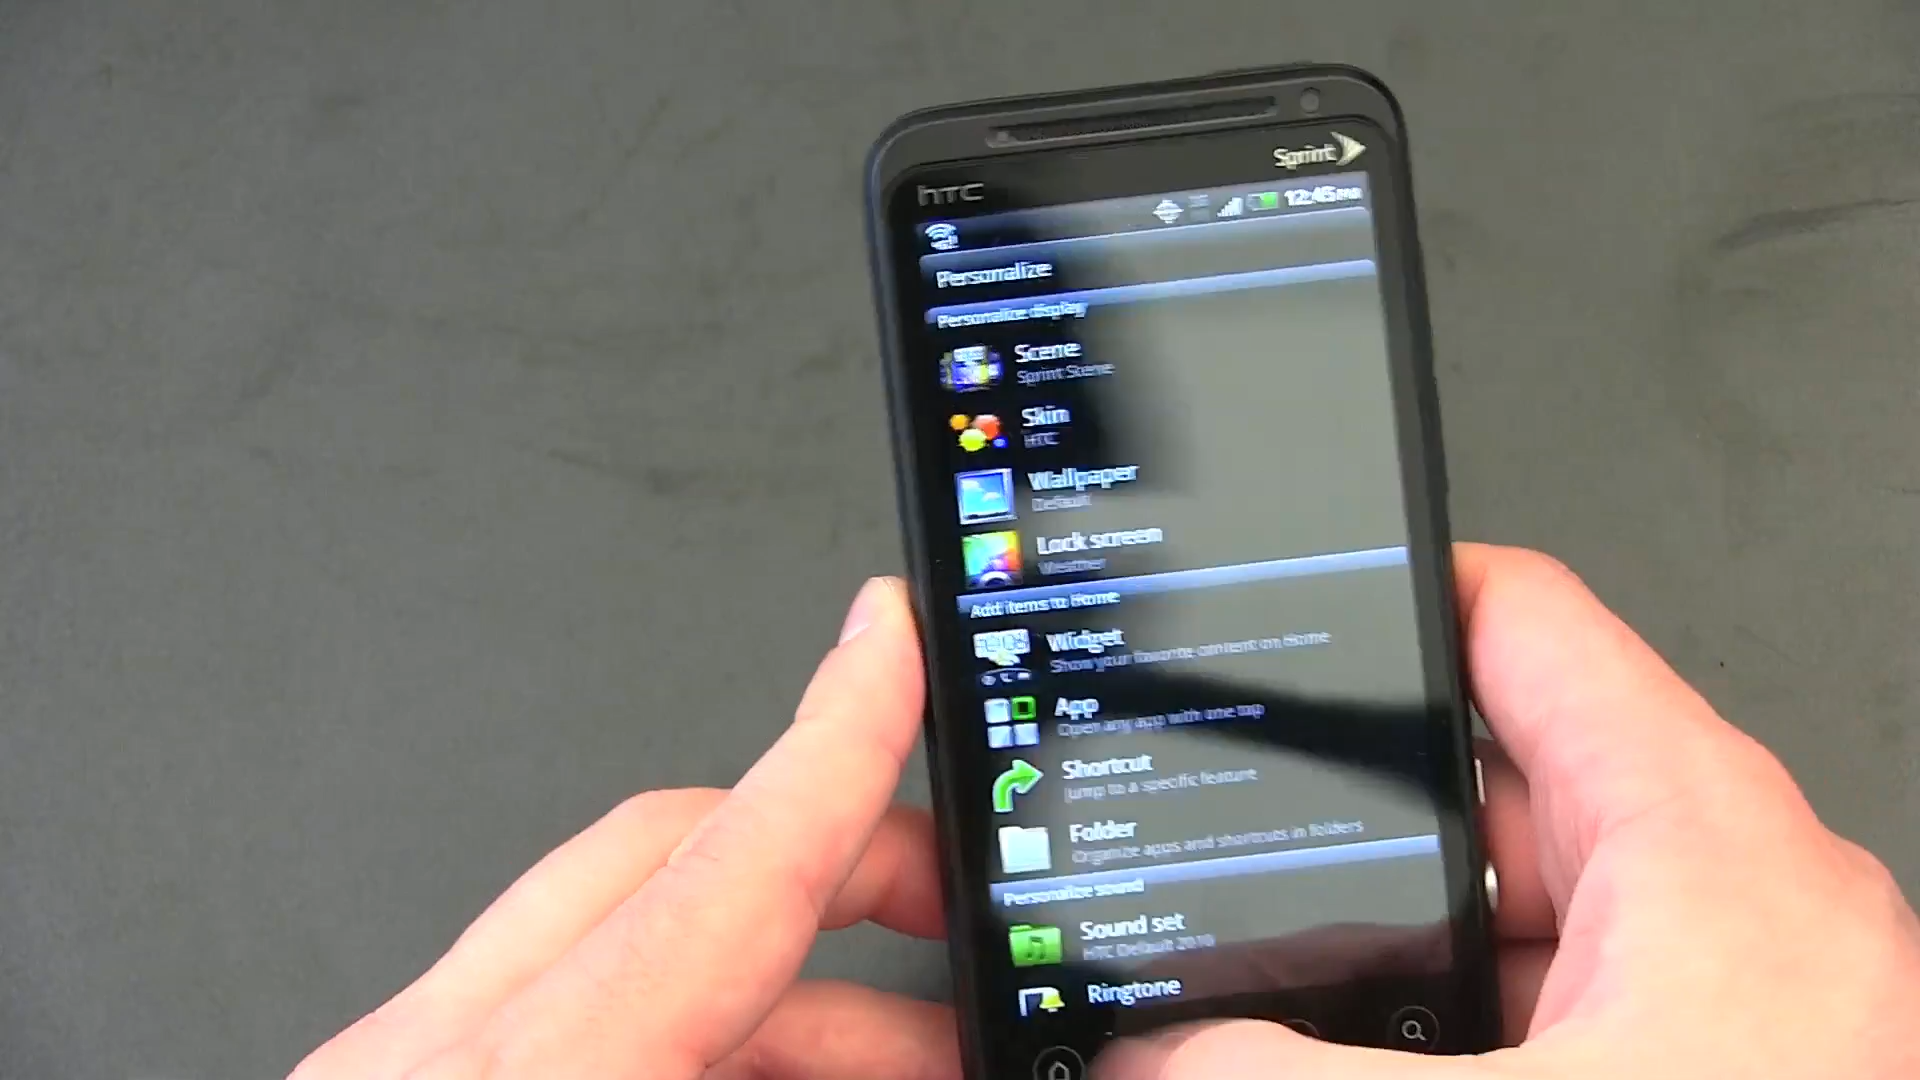 Sprint
hTC
12:45 PM
Personalize
Personalize display
Scene
Sprint Scene
Skin
HTC
Wallpaper
Default
Lock screen
Weather
Add items to Home
Widget
Show your favorite content on Home
App
Open any app with one tap
Shortcut
Jump to a specific feature
Folder
Organize apps and shortcuts in folders
Personalize sound
Sound set
HTC Default 2010
Ringtone